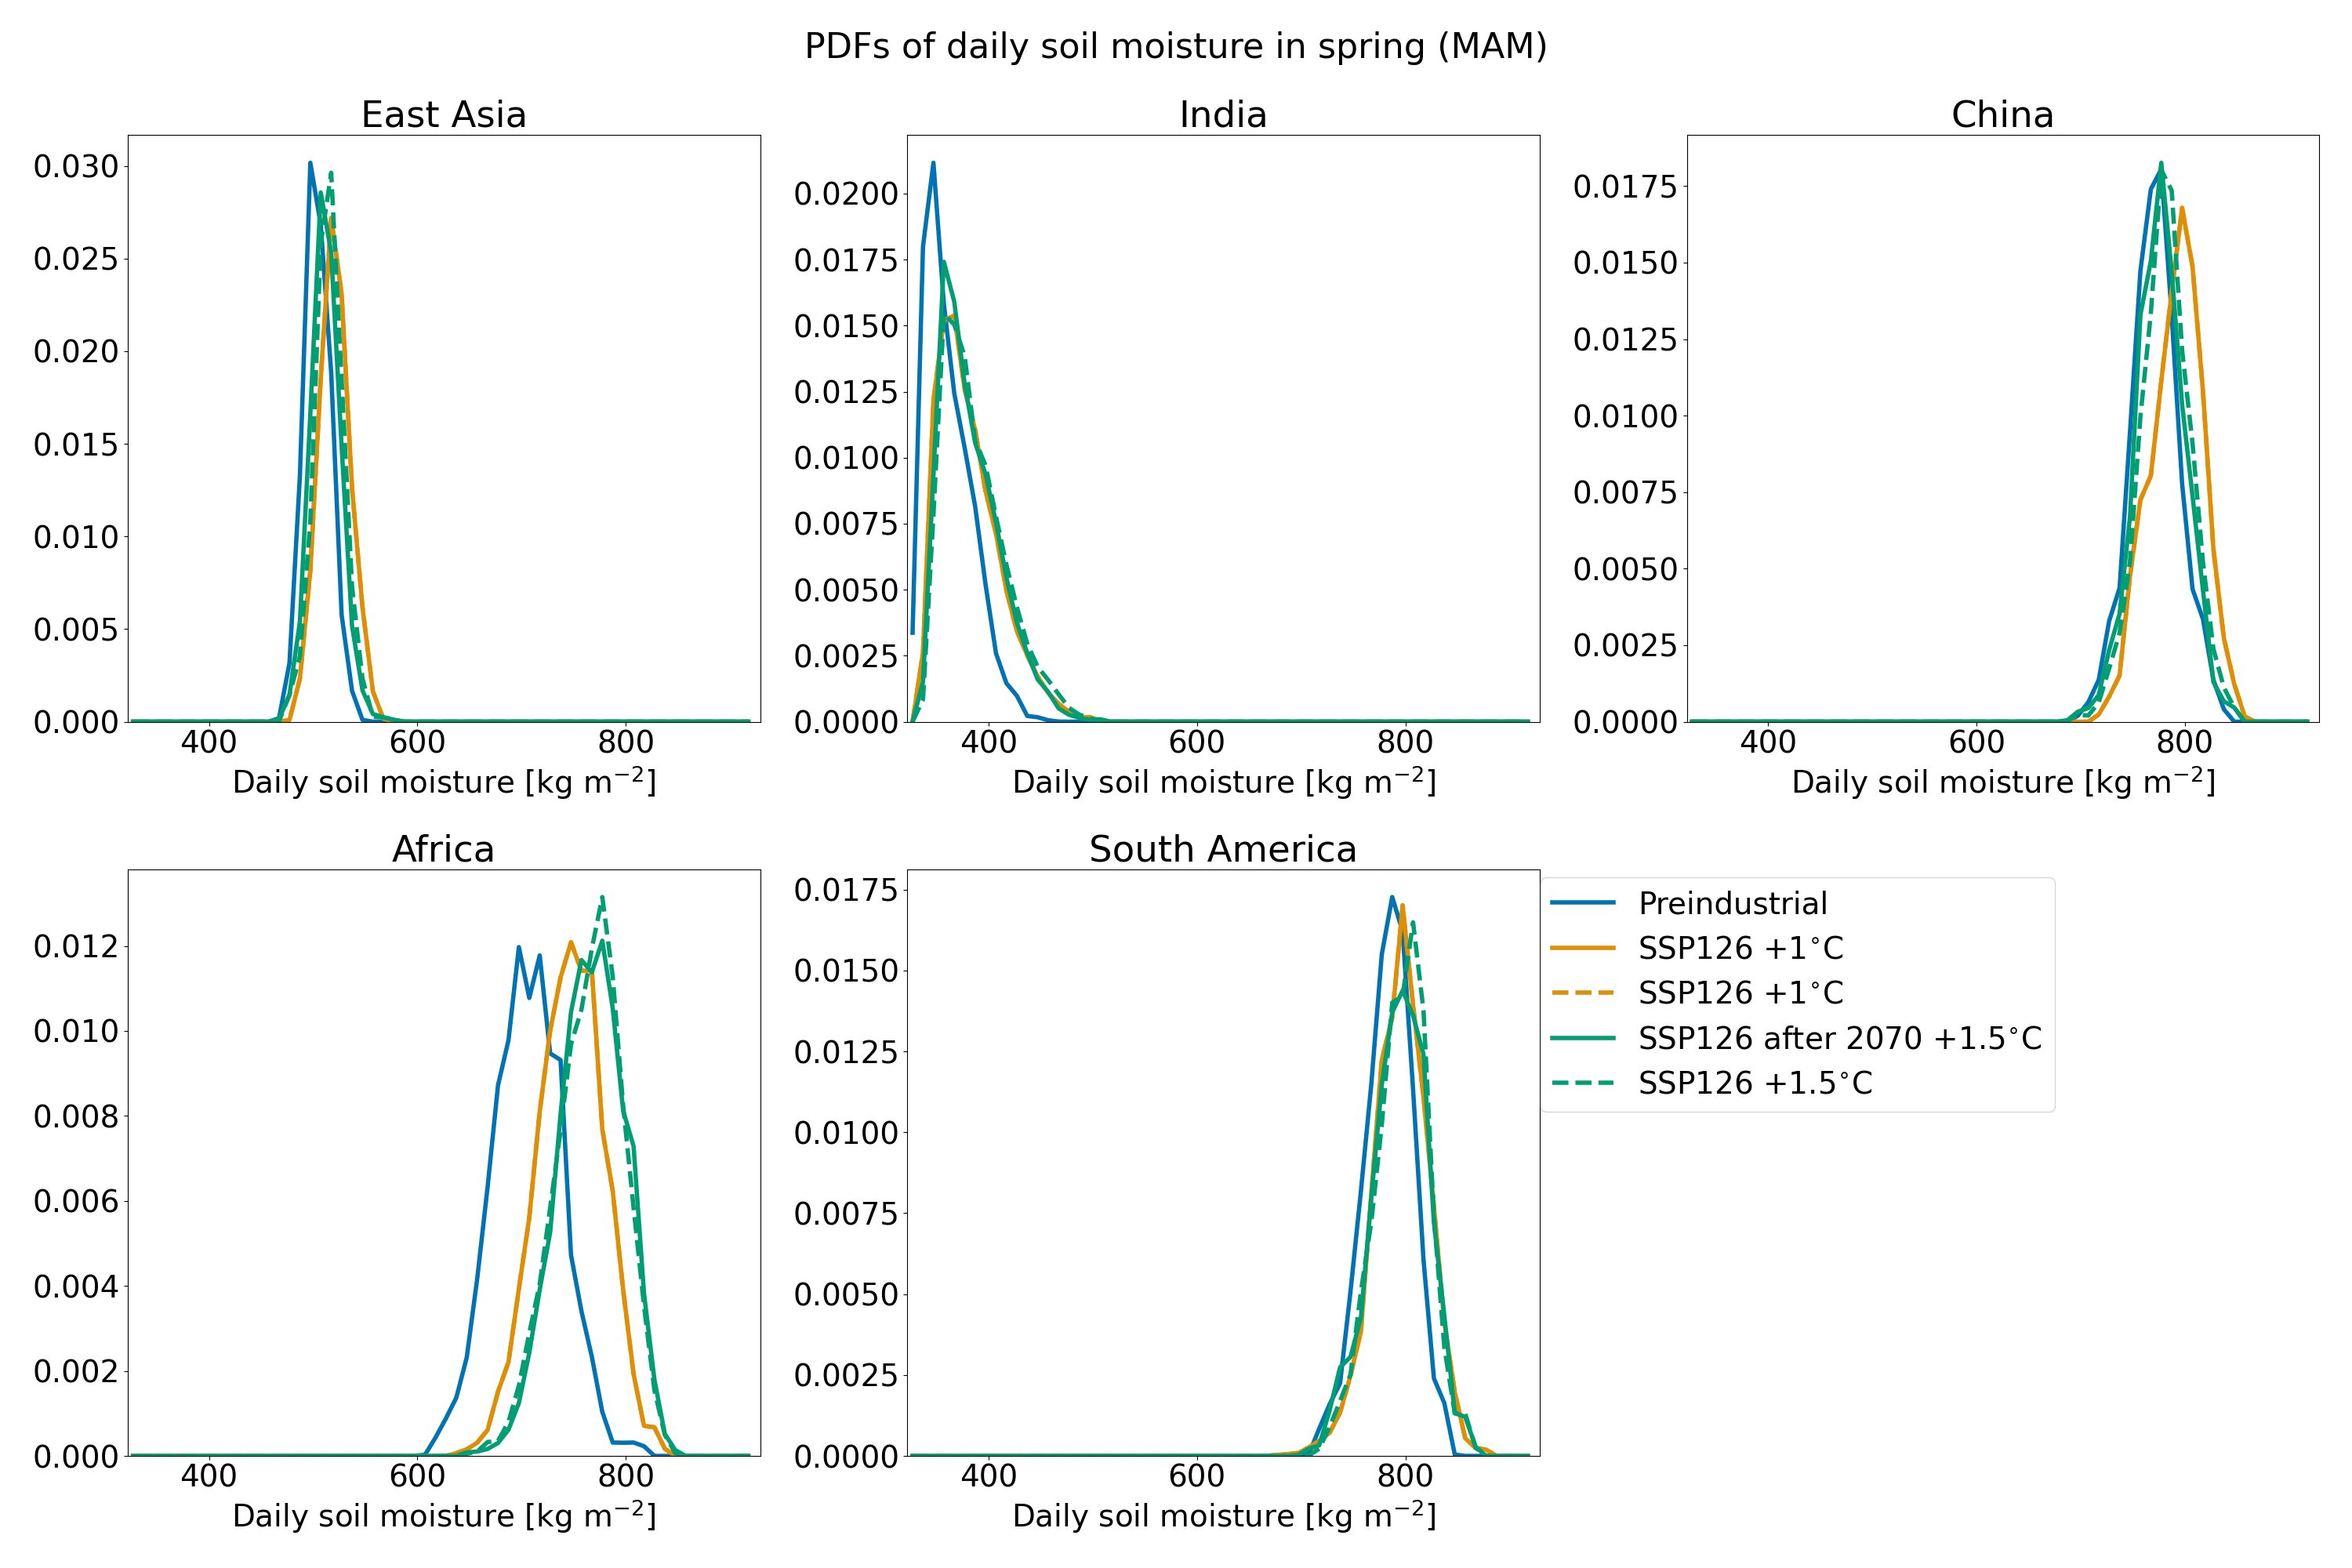 PDFs of daily soil moisture in spring (MAM)
East Asia
0.030
0.025
0.020
0.015
0.010
0.005
0.000
400 600 800
Daily soil moisture [kg m⁻²]
India
0.0200
0.0175
0.0150
0.0125
0.0100
0.0075
0.0050
0.0025
0.0000
400 600 800
Daily soil moisture [kg m⁻²]
China
0.0175
0.0150
0.0125
0.0100
0.0075
0.0050
0.0025
0.0000
400 600 800
Daily soil moisture [kg m⁻²]
Africa
0.012
0.010
0.008
0.006
0.004
0.002
0.000
400 600 800
Daily soil moisture [kg m⁻²]
South America
0.0175
0.0150
0.0125
0.0100
0.0075
0.0050
0.0025
0.0000
400 600 800
Daily soil moisture [kg m⁻²]
Preindustrial
SSP126 +1°C
SSP126 +1°C
SSP126 after 2070 +1.5°C
SSP126 +1.5°C